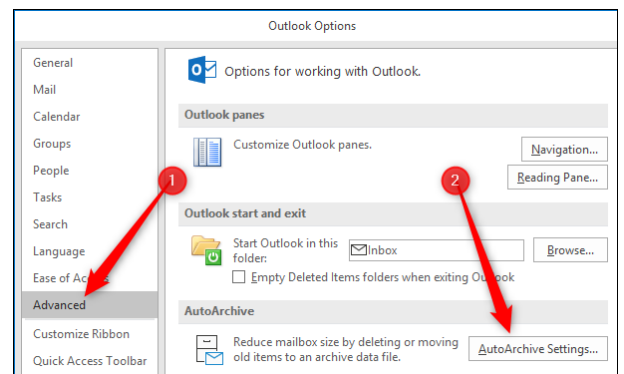 Outlook Options
General
Mail
Calendar
Groups
People
Tasks
Search
Language
Ease of Access
Advanced
Customize Ribbon
Quick Access Toolbar
Options for working with Outlook.
Outlook panes
Customize Outlook panes.
Navigation...
Reading Pane...
Outlook start and exit
Start Outlook in this
folder:
Inbox
Browse...
Empty Deleted Items folders when exiting Outlook
AutoArchive
Reduce mailbox size by deleting or moving
old items to an archive data file.
AutoArchive Settings...
1
2